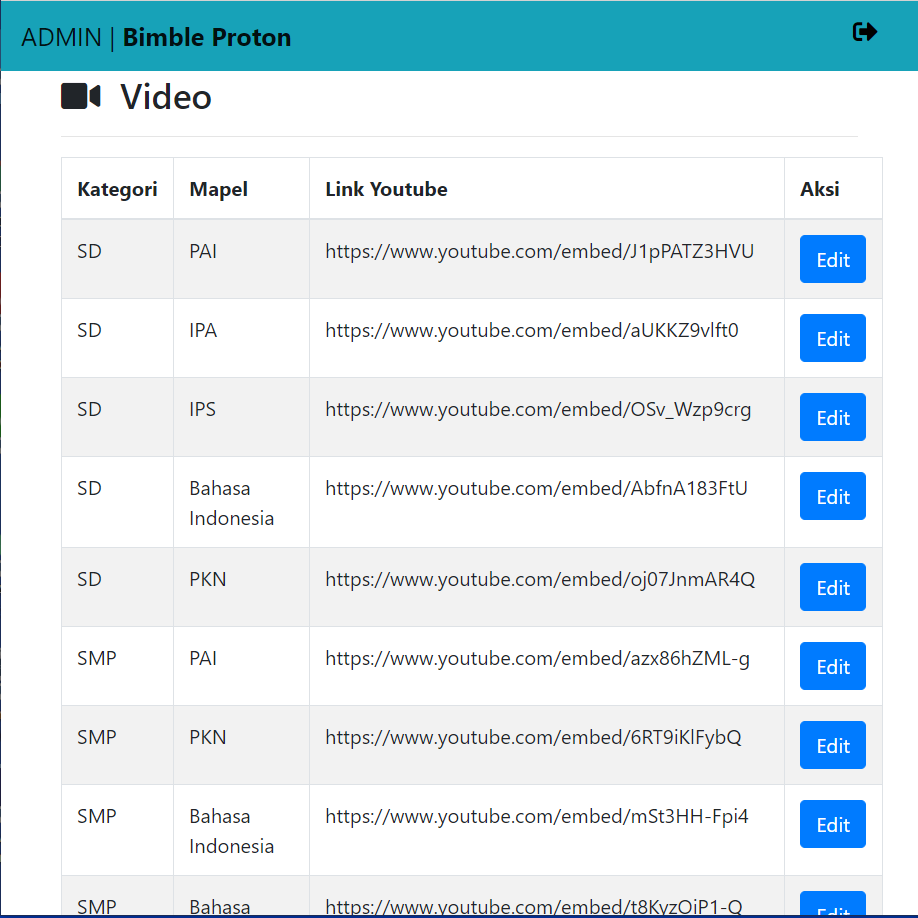 ADMIN | Bimble Proton
Video
Kategori Mapel Link Youtube Aksi
SD PAI https://www.youtube.com/embed/J1pPATZ3HVU Edit
SD IPA https://www.youtube.com/embed/aUKKZ9vlft0 Edit
SD IPS https://www.youtube.com/embed/OSv_Wzp9crg Edit
SD Bahasa https://www.youtube.com/embed/AbfnA183FtU Edit
Indonesia
SD PKN https://www.youtube.com/embed/oj07JnmAR4Q Edit
SMP PAI https://www.youtube.com/embed/azx86hZML-g Edit
SMP PKN https://www.youtube.com/embed/6RT9iKlFybQ Edit
SMP Bahasa https://www.youtube.com/embed/mSt3HH-Fpi4 Edit
Indonesia
SMP Bahasa https://www.youtube.com/embed/t8KyzOiP1-Q Edit